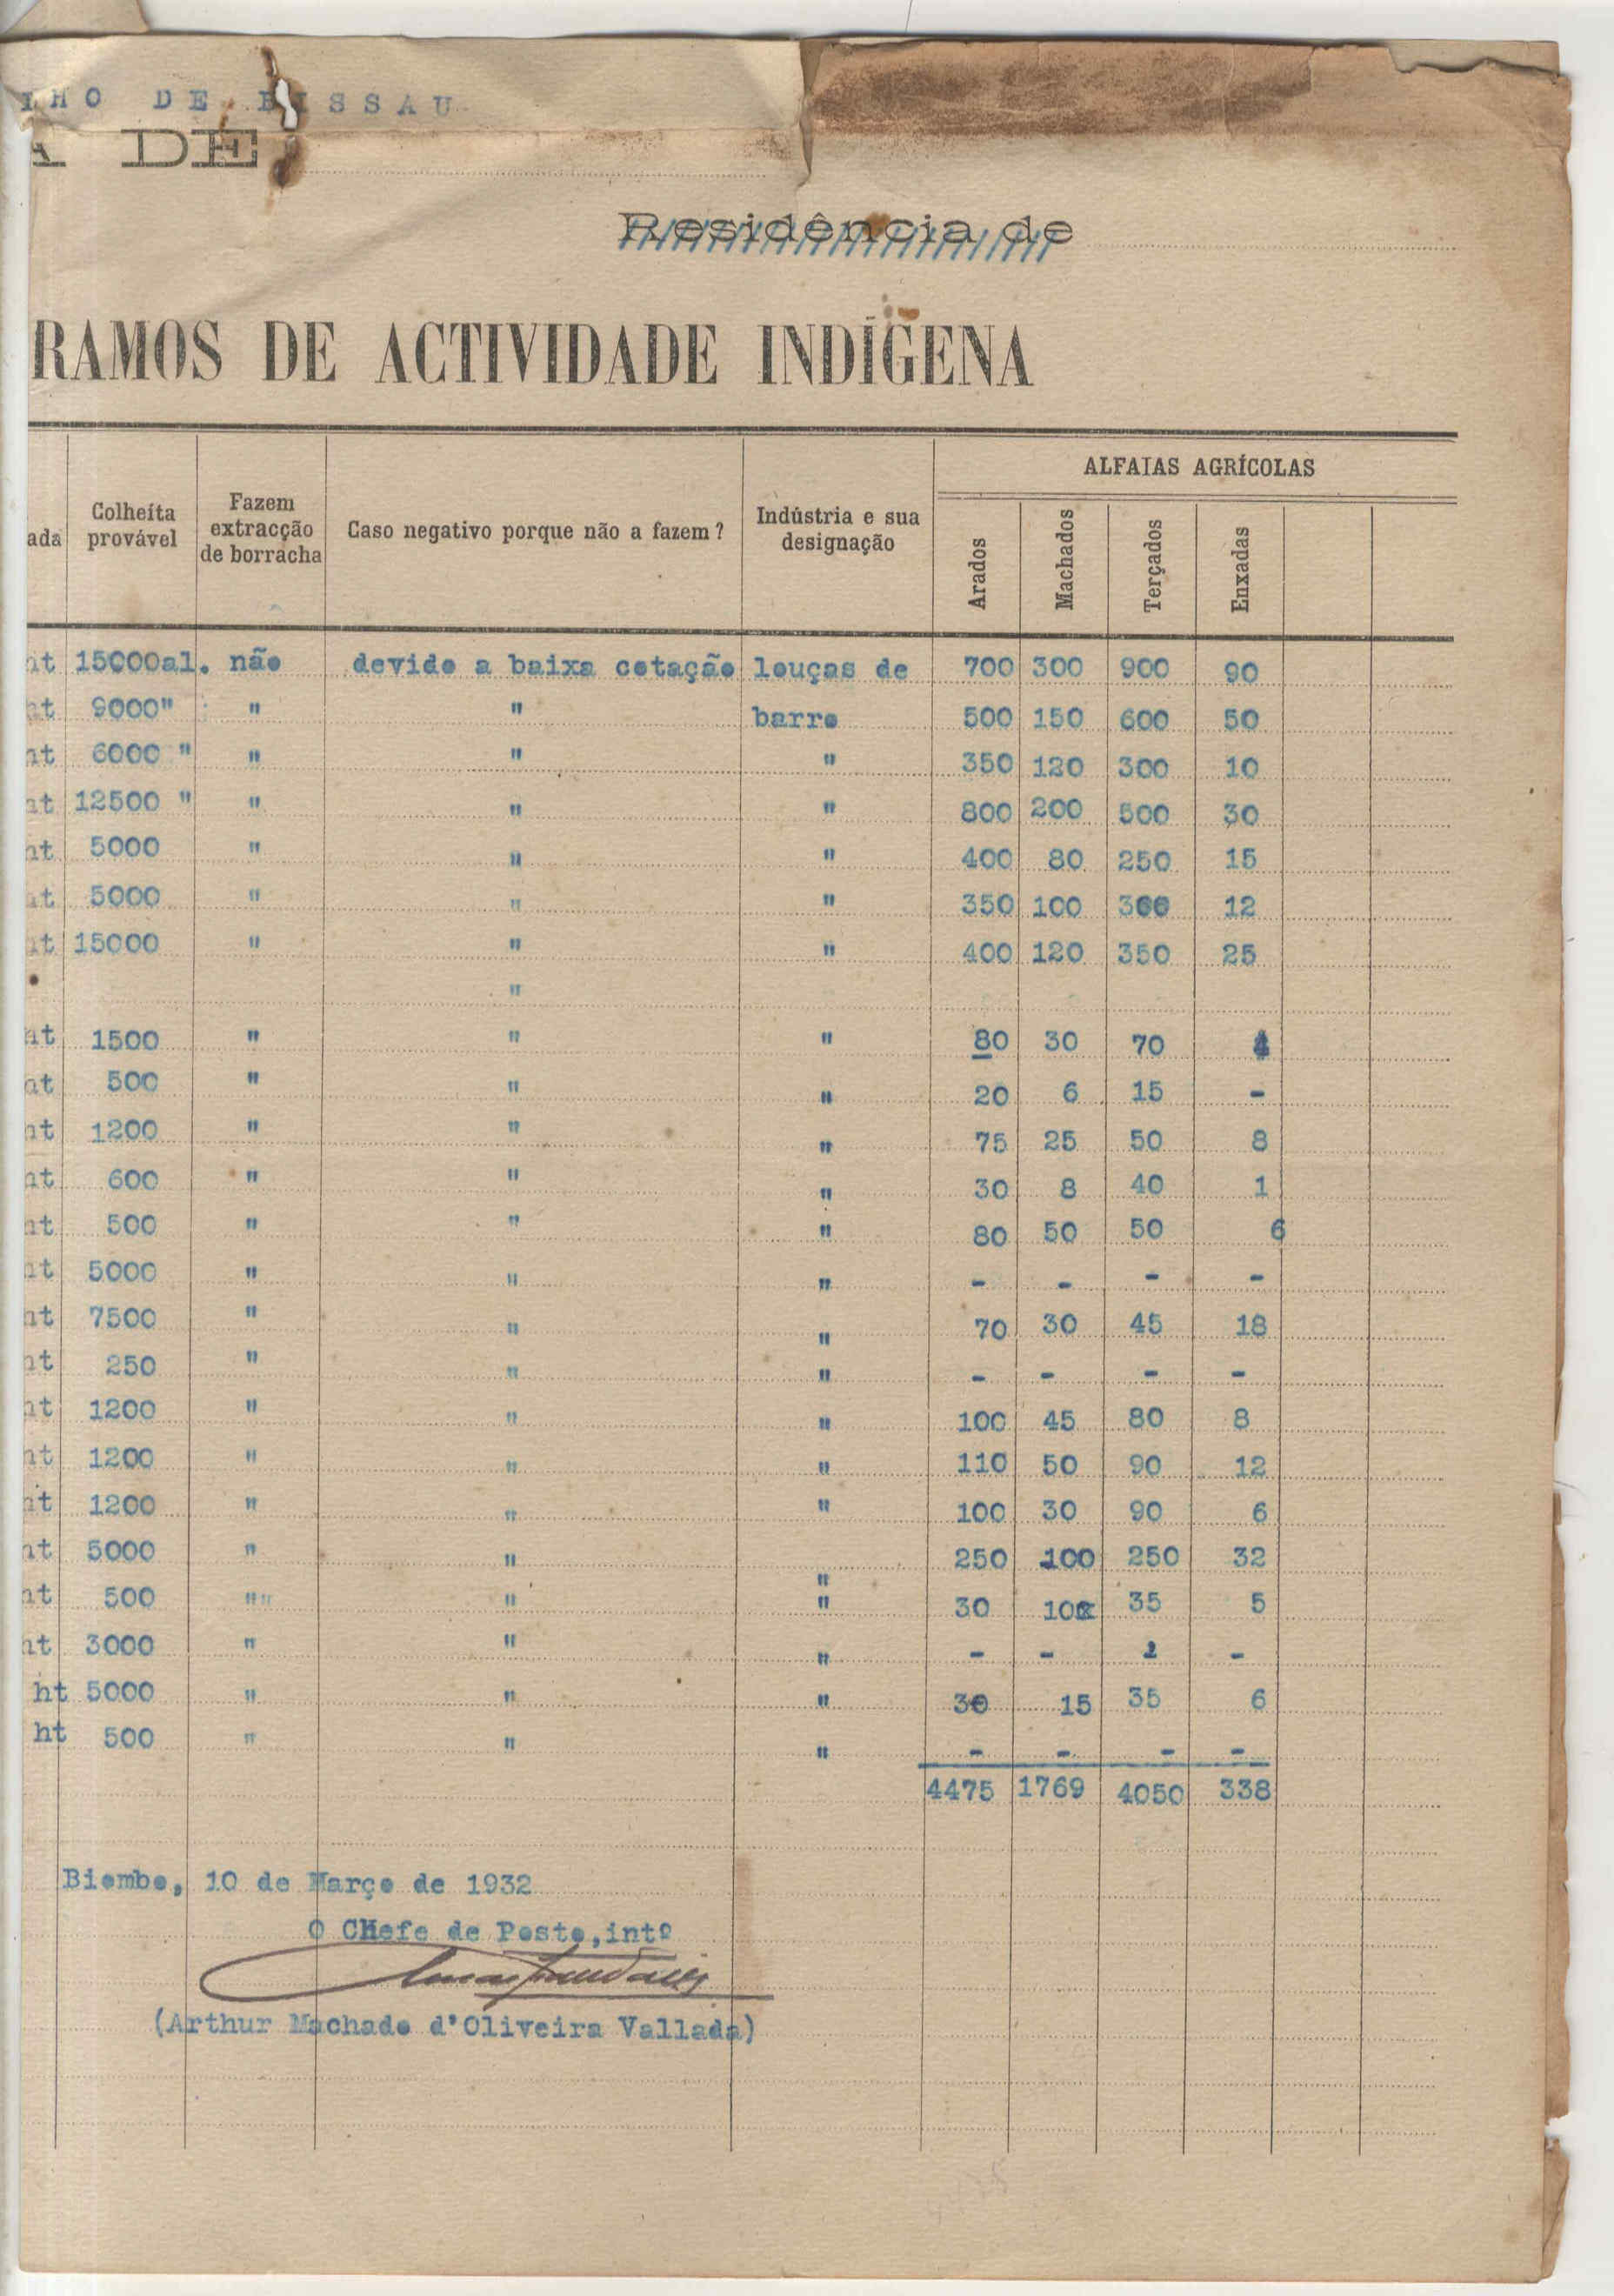 LHO DE BISSAU
A DE
Residência de
RAMOS DE ACTIVIDADE INDÍGENA
ALFAIAS AGRÍCOLAS
ada Colheita provável Fazem extracção de borracha Caso negativo porque não a fazem? Indústria e sua designação Arados Machados Terçados Enxadas
ht 15000al. não devido a baixa cotação louças de 700 300 900 90
ht 9000" " " barro 500 150 600 50
ht 6000 " " " " 350 120 300 10
ht 12500 " " " " 800 200 500 30
ht 5000 " " " 400 80 250 15
ht 5000 " " " 350 100 300 12
ht 15000 " " " 400 120 350 25
"
ht 1500 " " " 80 30 70 4
ht 500 " " " 20 6 15 -
ht 1200 " " " 75 25 50 8
ht 600 " " " 30 8 40 1
ht 500 " " " 80 50 50 6
ht 5000 " " " - - - -
ht 7500 " " " 70 30 45 18
ht 250 " " " - - - -
ht 1200 " " " 100 45 80 8
ht 1200 " " " 110 50 90 12
ht 1200 " " " 100 30 90 6
ht 5000 " " " 250 100 250 32
ht 500 "" " " 30 10 35 5
ht 3000 " " " - - -
ht 5000 " " " 30 15 35 6
ht 500 " " " - - - -
4475 1769 4050 338
Biombo, 10 de Março de 1932
O Chefe de Posto, intº
(Arthur Machado d'Oliveira Vallada)